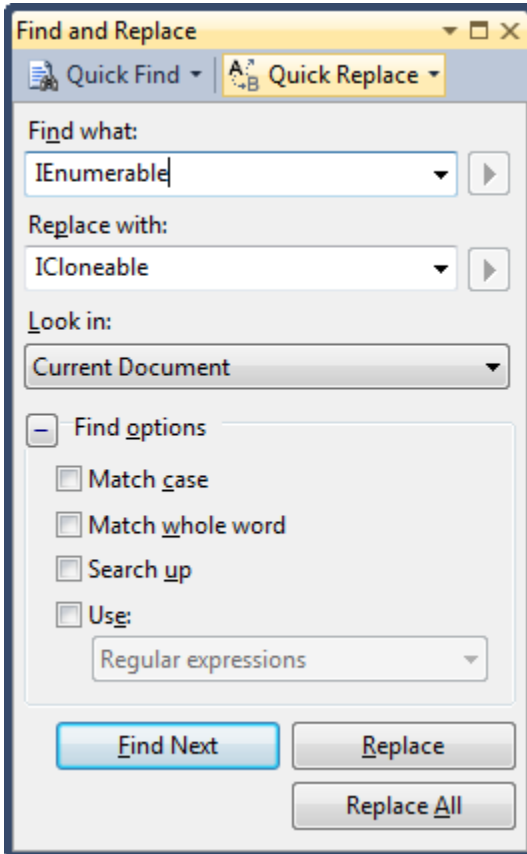 Find and Replace
Quick Find Quick Replace
Find what:
IEnumerable
Replace with:
ICloneable
Look in:
Current Document
Find options
Match case
Match whole word
Search up
Use:
Regular expressions
Find Next Replace
Replace All